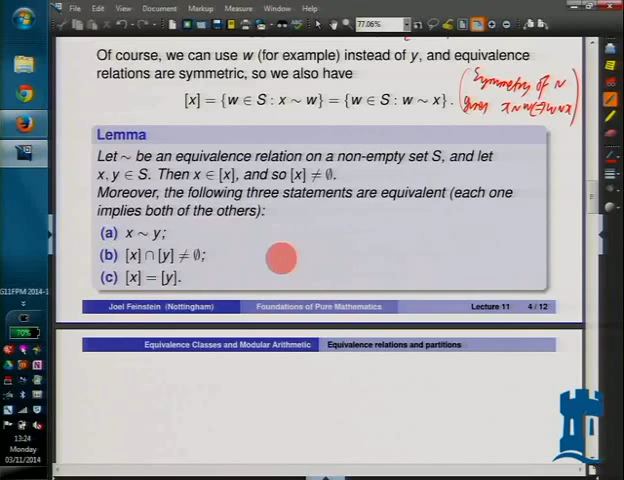 File Edit View Document Markup Measure Window Help
77.06%
Of course, we can use w (for example) instead of y, and equivalence
relations are symmetric, so we also have
[x] = {w ∈ S : x ∼ w} = {w ∈ S : w ∼ x}.
(Symmetry of ∼
gives x∼w ⇔ w∼x)
Lemma
Let ∼ be an equivalence relation on a non-empty set S, and let
x, y ∈ S. Then x ∈ [x], and so [x] ≠ ∅.
Moreover, the following three statements are equivalent (each one
implies both of the others):
(a) x ∼ y;
(b) [x] ∩ [y] ≠ ∅;
(c) [x] = [y].
Joel Feinstein (Nottingham) Foundations of Pure Mathematics Lecture 11 4 / 12
Equivalence Classes and Modular Arithmetic Equivalence relations and partitions
G11FPM 2014-1
70%
13:24
Monday
03/11/2014